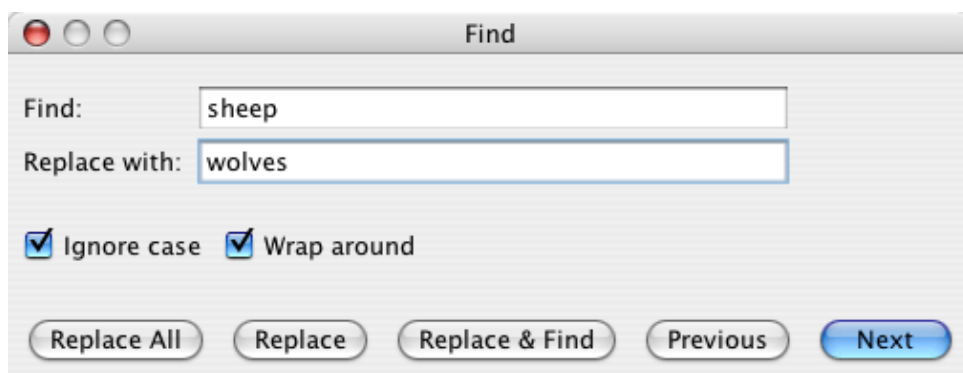 Find
Find: sheep
Replace with: wolves
Ignore case Wrap around
Replace All Replace Replace & Find Previous Next